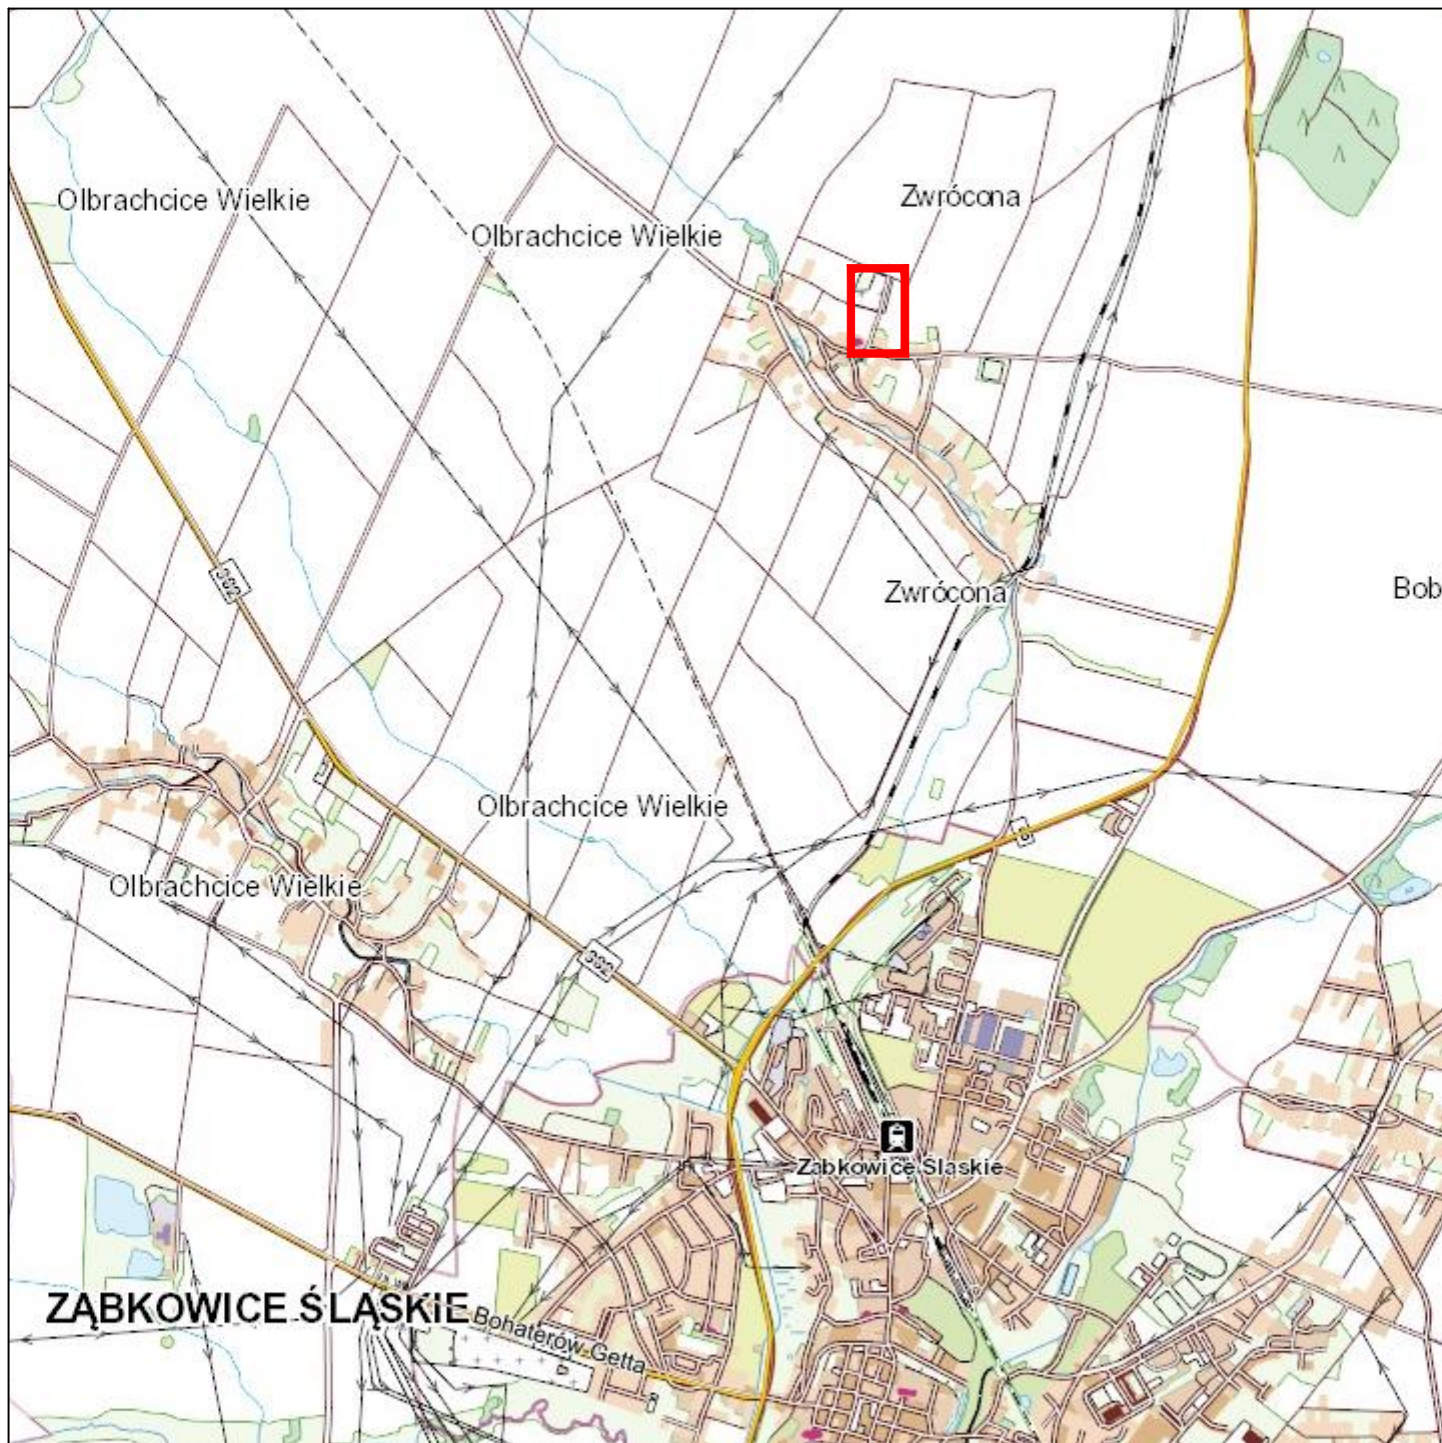 Zwrócona
Olbrachcice Wielkie
Olbrachcice Wielkie
382
Zwrócona
Bob
Olbrachcice Wielkie
8
Olbrachcice Wielkie
382
Ząbkowice Śląskie
ZĄBKOWICE ŚLĄSKIE
Bohaterów Getta